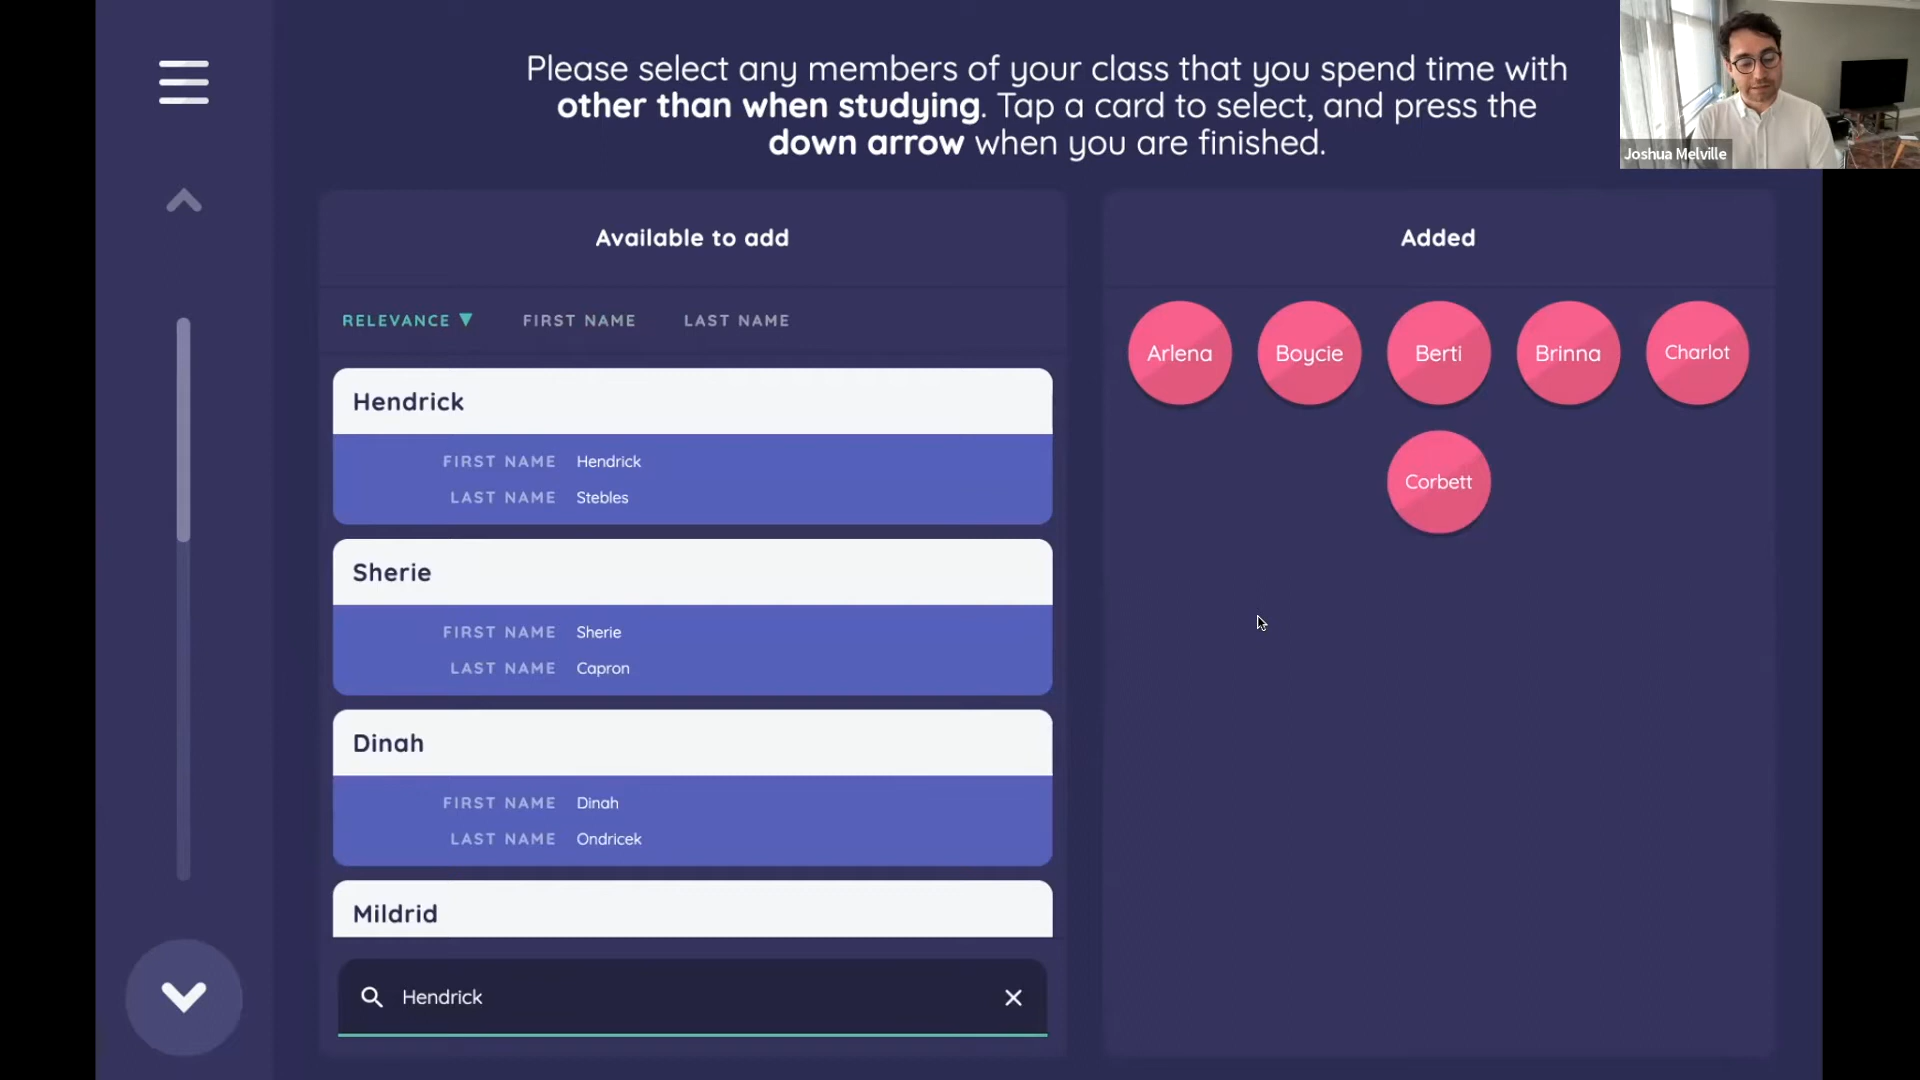 Please select any members of your class that you spend time with
other than when studying. Tap a card to select, and press the
down arrow when you are finished.
Joshua Melville
Available to add
RELEVANCE ▼ FIRST NAME LAST NAME
Hendrick
FIRST NAME Hendrick
LAST NAME Stebles
Sherie
FIRST NAME Sherie
LAST NAME Capron
Dinah
FIRST NAME Dinah
LAST NAME Ondricek
Mildrid
Hendrick
Added
Arlena Boycie Berti Brinna Charlot
Corbett